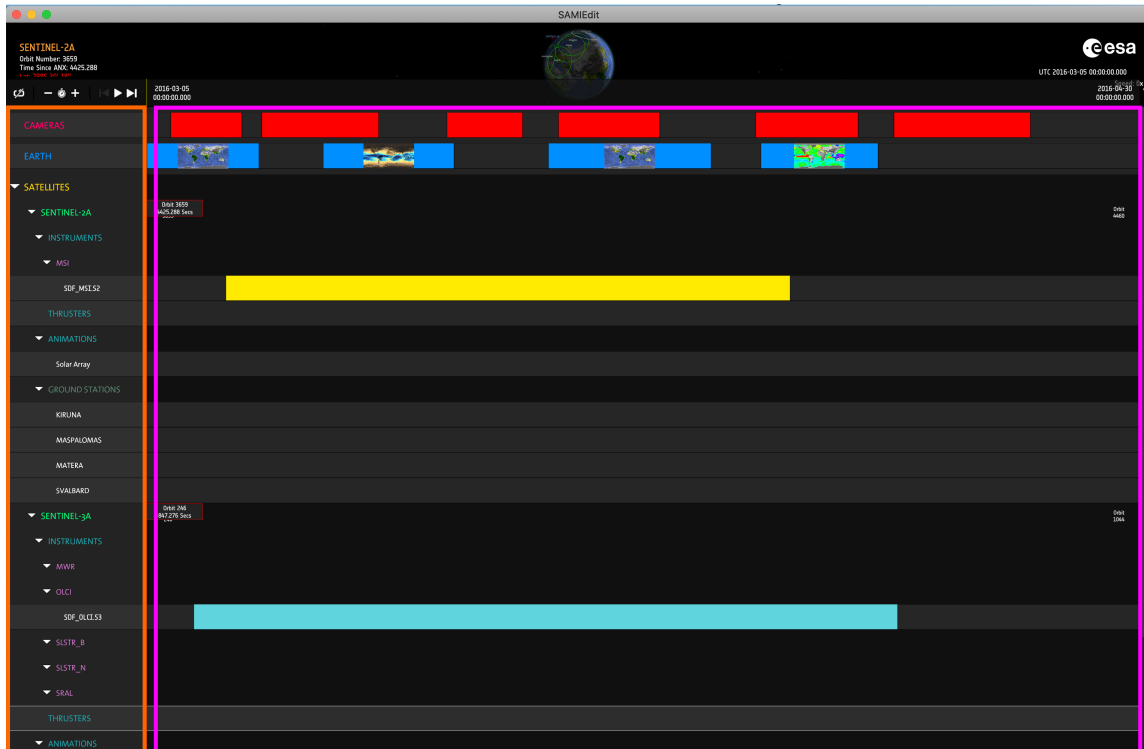 SAMIEdit
SENTINEL-2A
Orbit Number: 3659
Time Since ANX: 4425.288
esa
UTC 2016-03-05 00:00:00.000
2016-03-05
00:00:00.000
2016-04-30
00:00:00.000
CAMERAS
EARTH
SATELLITES
SENTINEL-2A
Orbit 3659
4425.288 Secs
Orbit
4460
INSTRUMENTS
MSI
SDF_MSI.S2
THRUSTERS
ANIMATIONS
Solar Array
GROUND STATIONS
KIRUNA
MASPALOMAS
MATERA
SVALBARD
SENTINEL-3A
Orbit 246
847.276 Secs
Orbit
1044
INSTRUMENTS
MWR
OLCI
SDF_OLCI.S3
SLSTR_B
SLSTR_N
SRAL
THRUSTERS
ANIMATIONS